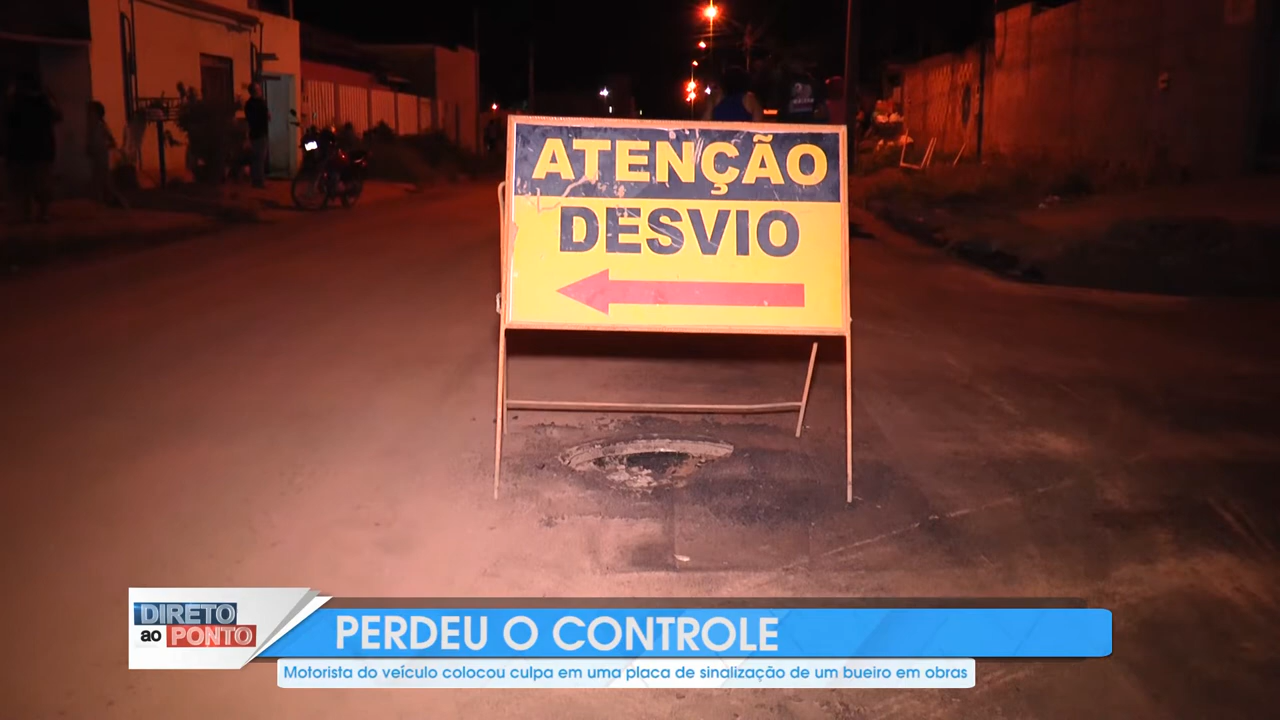 ATENÇÃO
DESVIO
DIRETO
ao PONTO
PERDEU O CONTROLE
Motorista do veículo colocou culpa em uma placa de sinalização de um bueiro em obras